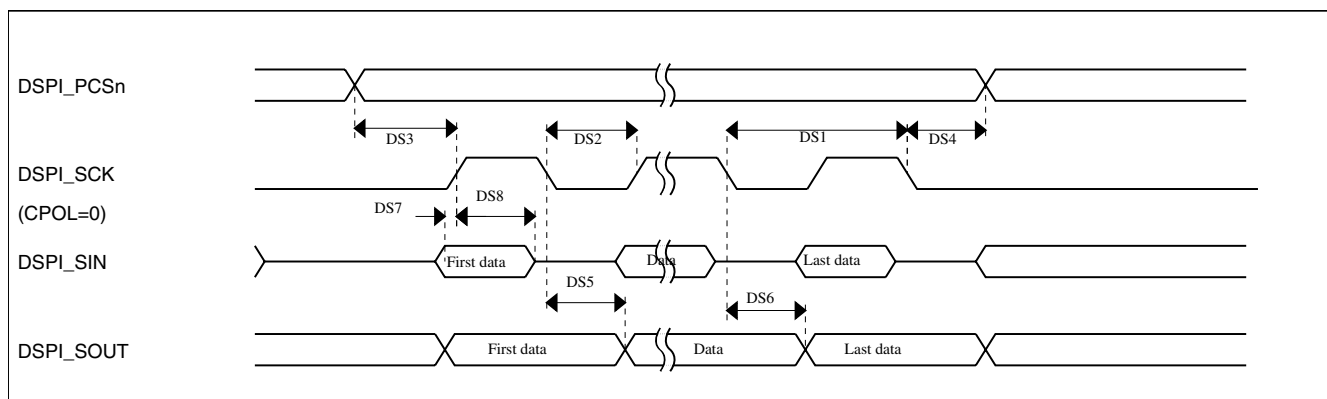 DSPI_PCSn
DS3
DS2
DS1
DS4
DSPI_SCK
(CPOL=0)
DS7
DS8
DSPI_SIN
First data
Data
Last data
DS5
DS6
DSPI_SOUT
First data
Data
Last data